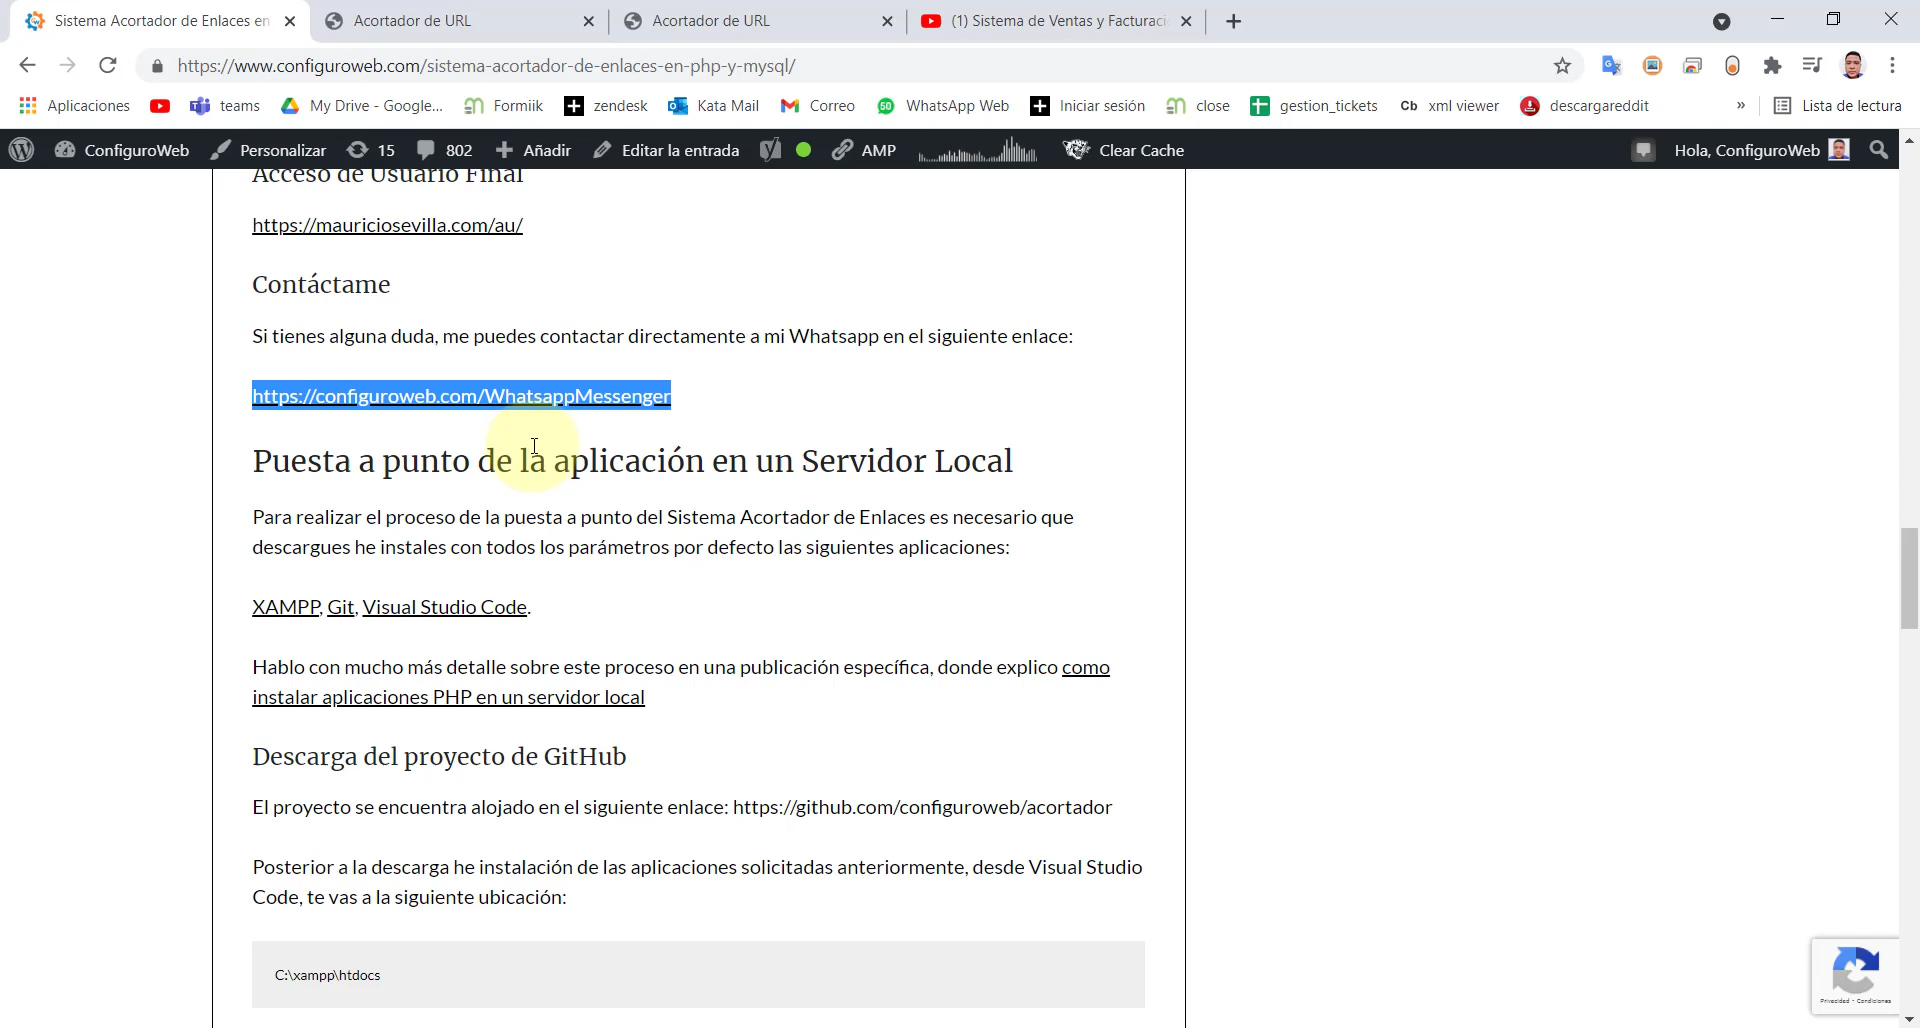 Sistema Acortador de Enlaces en
Acortador de URL
Acortador de URL
(1) Sistema de Ventas y Facturaci
https://www.configuroweb.com/sistema-acortador-de-enlaces-en-php-y-mysql/
Aplicaciones
teams
My Drive - Google...
Formiik
zendesk
Kata Mail
Correo
WhatsApp Web
Iniciar sesión
close
gestion_tickets
Cb xml viewer
descargareddit
»
Lista de lectura
ConfiguroWeb
Personalizar
15
802
Añadir
Editar la entrada
AMP
Clear Cache
Hola, ConfiguroWeb
Acceso de Usuario Final
https://mauriciosevilla.com/au/
Contáctame
Si tienes alguna duda, me puedes contactar directamente a mi Whatsapp en el siguiente enlace:
https://configuroweb.com/WhatsappMessenger
Puesta a punto de la aplicación en un Servidor Local
Para realizar el proceso de la puesta a punto del Sistema Acortador de Enlaces es necesario que
descargues he instales con todos los parámetros por defecto las siguientes aplicaciones:
XAMPP, Git, Visual Studio Code.
Hablo con mucho más detalle sobre este proceso en una publicación específica, donde explico como
instalar aplicaciones PHP en un servidor local
Descarga del proyecto de GitHub
El proyecto se encuentra alojado en el siguiente enlace: https://github.com/configuroweb/acortador
Posterior a la descarga he instalación de las aplicaciones solicitadas anteriormente, desde Visual Studio
Code, te vas a la siguiente ubicación:
C:\xampp\htdocs
Privacidad - Condiciones